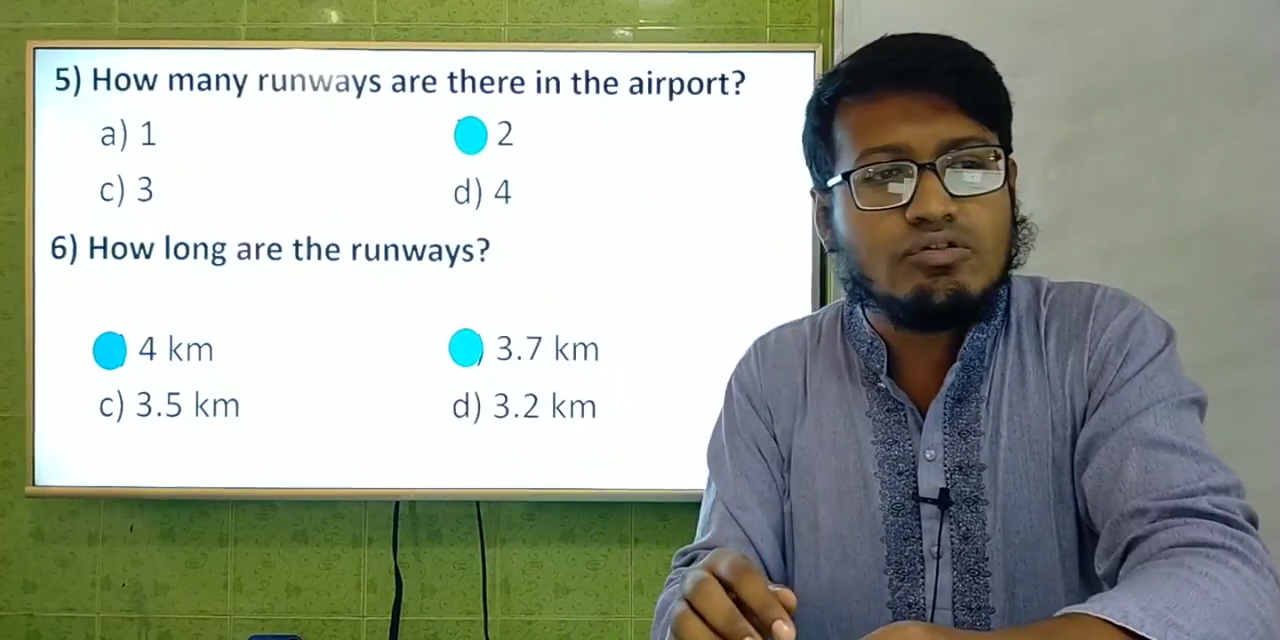 5) How many runways are there in the airport?
a) 1
2
c) 3
d) 4
6) How long are the runways?
4 km
3.7 km
c) 3.5 km
d) 3.2 km